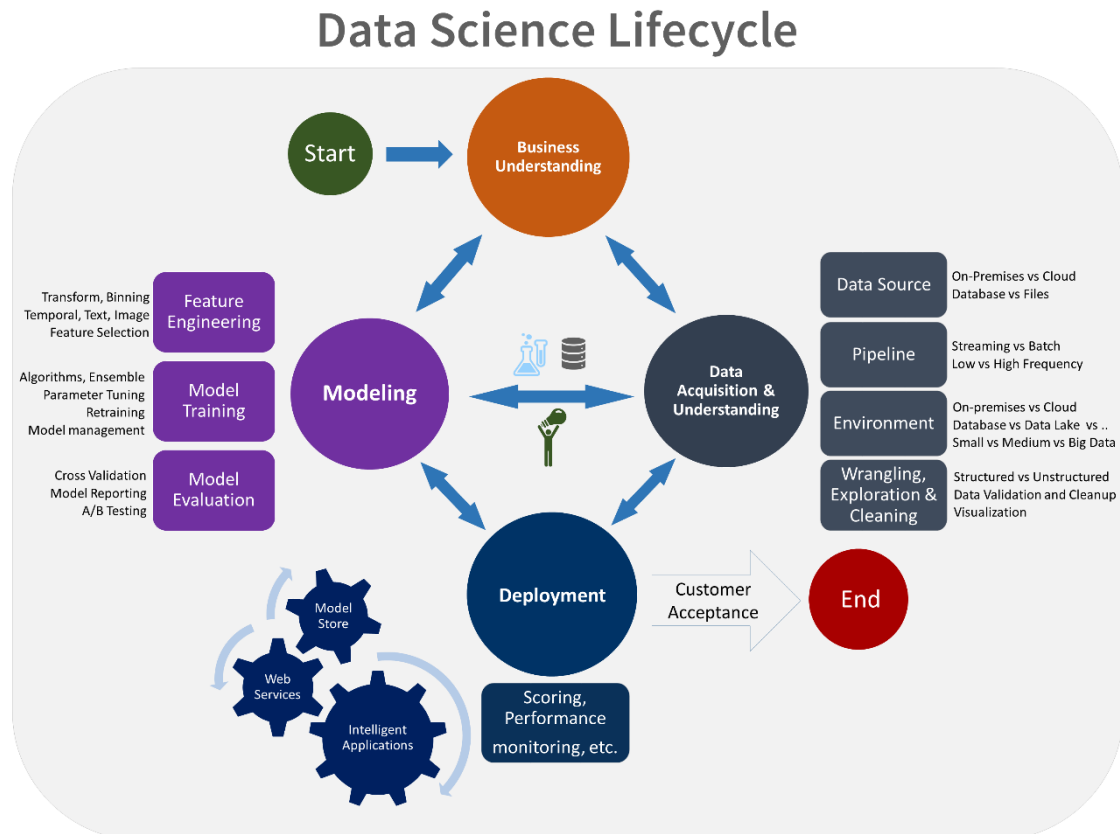 Data Science Lifecycle
Start
Business
Understanding
Transform, Binning
Temporal, Text, Image
Feature Selection
Feature
Engineering
Algorithms, Ensemble
Parameter Tuning
Retraining
Model management
Model
Training
Cross Validation
Model Reporting
A/B Testing
Model
Evaluation
Modeling
Data
Acquisition &
Understanding
Data Source
On-Premises vs Cloud
Database vs Files
Pipeline
Streaming vs Batch
Low vs High Frequency
Environment
On-premises vs Cloud
Database vs Data Lake vs ..
Small vs Medium vs Big Data
Wrangling,
Exploration &
Cleaning
Structured vs Unstructured
Data Validation and Cleanup
Visualization
Deployment
Customer
Acceptance
End
Model
Store
Web
Services
Intelligent
Applications
Scoring,
Performance
monitoring, etc.